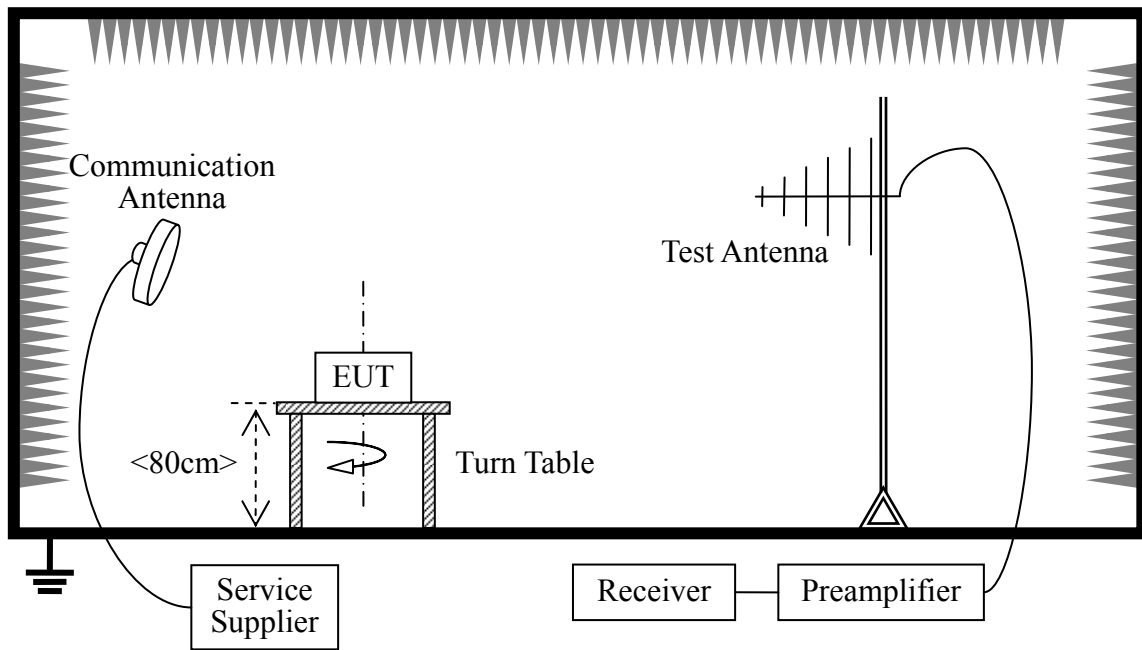 Communication
Antenna
Test Antenna
EUT
<80cm>
Turn Table
Service
Supplier
Receiver
Preamplifier